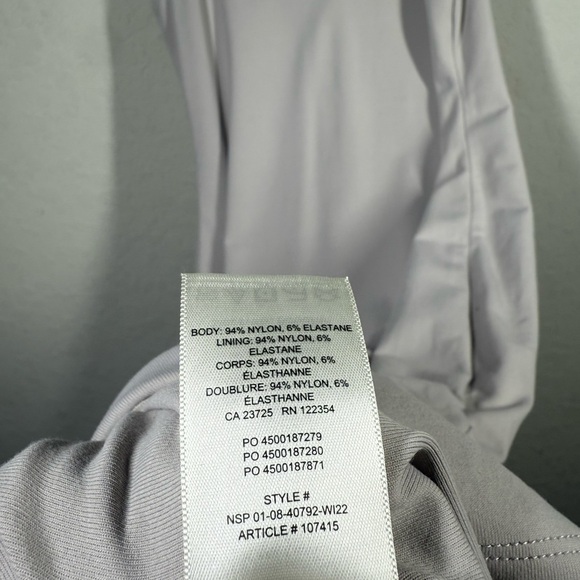 BODY: 94% NYLON, 6% ELASTANE
LINING: 94% NYLON, 6%
ELASTANE
CORPS: 94% NYLON, 6%
ÉLASTHANNE
DOUBLURE: 94% NYLON, 6%
ÉLASTHANNE
CA 23725 RN 122354
PO 4500187279
PO 4500187280
PO 4500187871
STYLE #
NSP 01-08-40792-WI22
ARTICLE # 107415